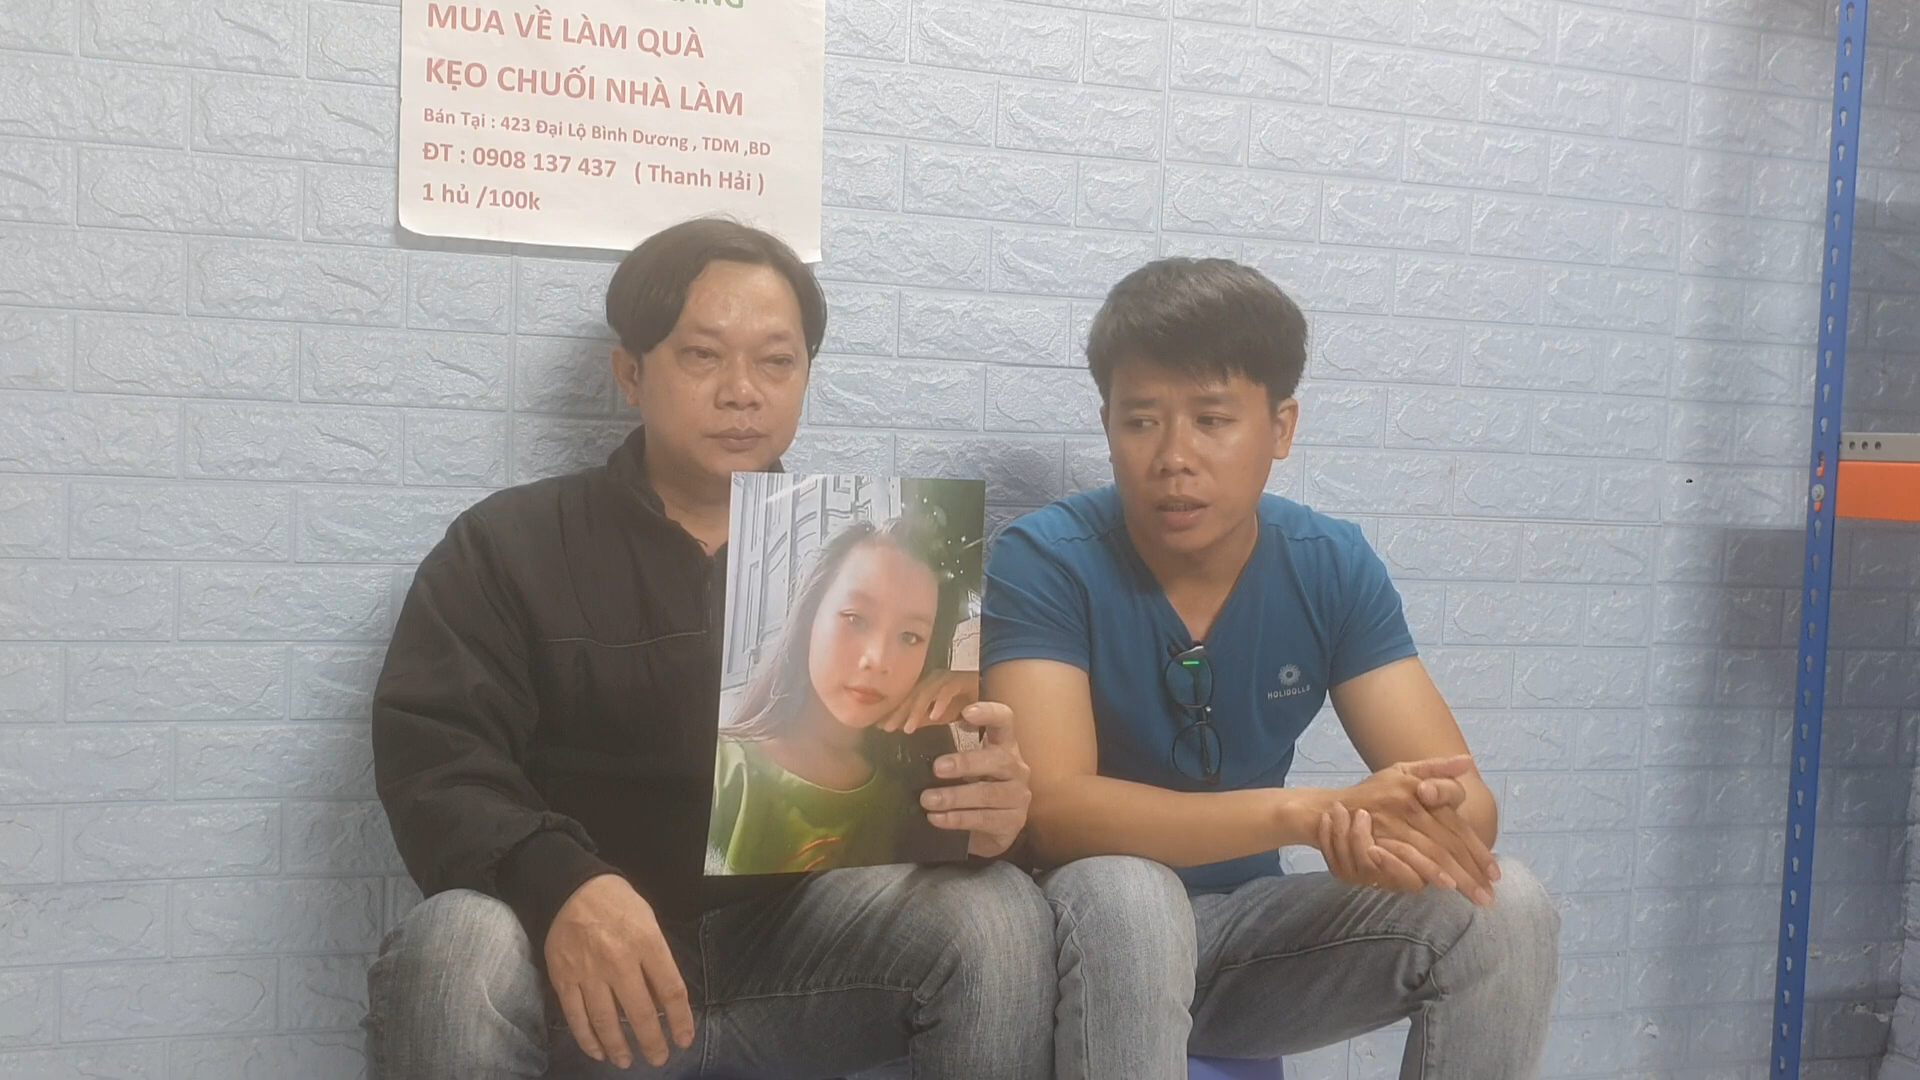 MUA VỀ LÀM QUÀ
KẸO CHUỐI NHÀ LÀM
Bán Tại : 423 Đại Lộ Bình Dương , TDM ,BD
ĐT : 0908 137 437 ( Thanh Hải )
1 hủ /100k
HOLIDOLLS